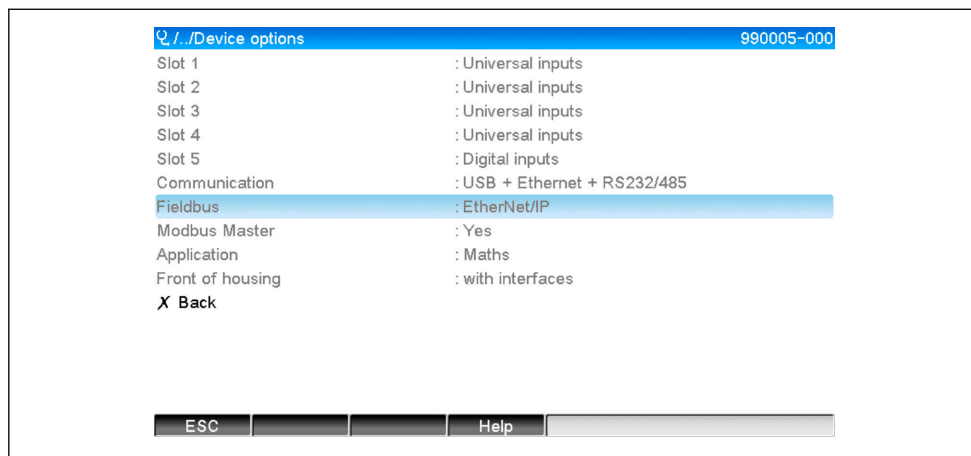 /../Device options 990005-000
Slot 1 : Universal inputs
Slot 2 : Universal inputs
Slot 3 : Universal inputs
Slot 4 : Universal inputs
Slot 5 : Digital inputs
Communication : USB + Ethernet + RS232/485
Fieldbus : EtherNet/IP
Modbus Master : Yes
Application : Maths
Front of housing : with interfaces
X Back
ESC Help